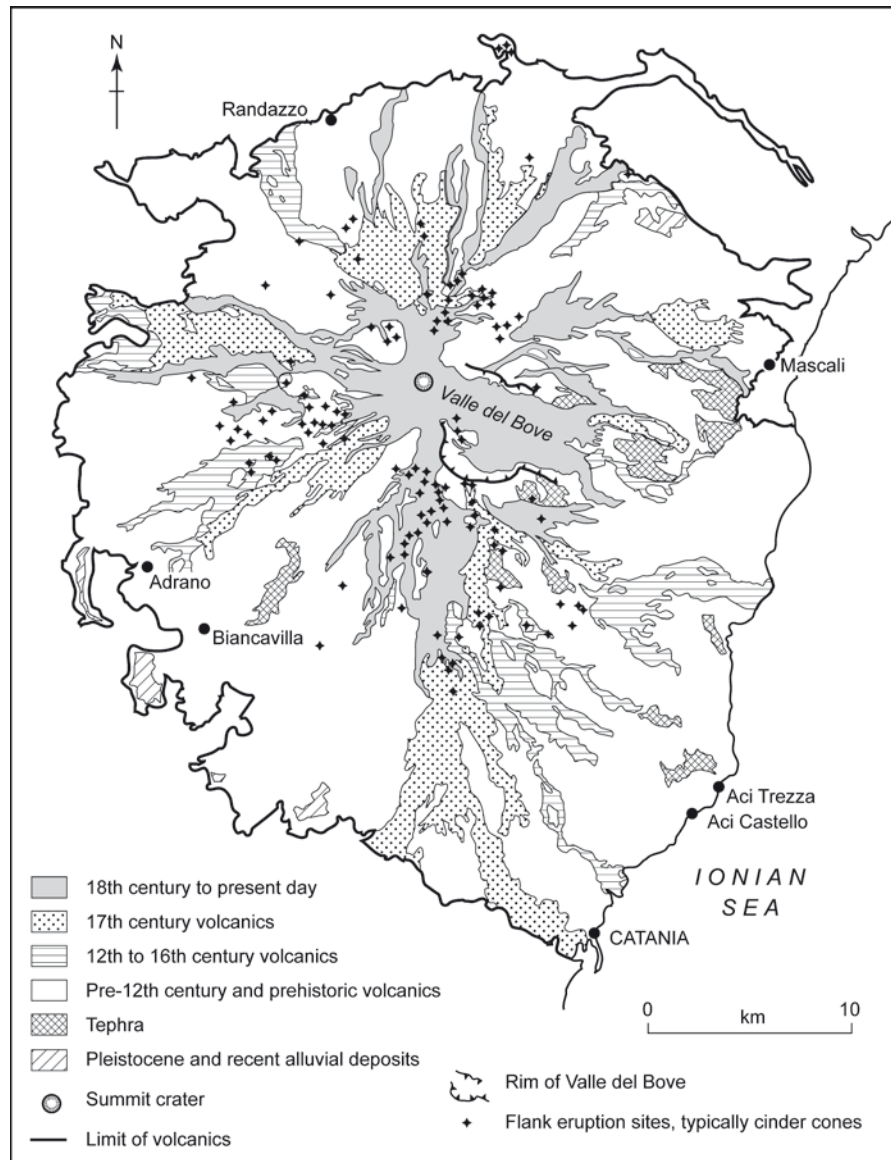 N
Randazzo
Mascali
Valle del Bove
Adrano
Biancavilla
Aci Trezza
Aci Castello
IONIAN
SEA
CATANIA
18th century to present day
17th century volcanics
12th to 16th century volcanics
Pre-12th century and prehistoric volcanics
Tephra
Pleistocene and recent alluvial deposits
Summit crater
Limit of volcanics
0 10
km
Rim of Valle del Bove
Flank eruption sites, typically cinder cones